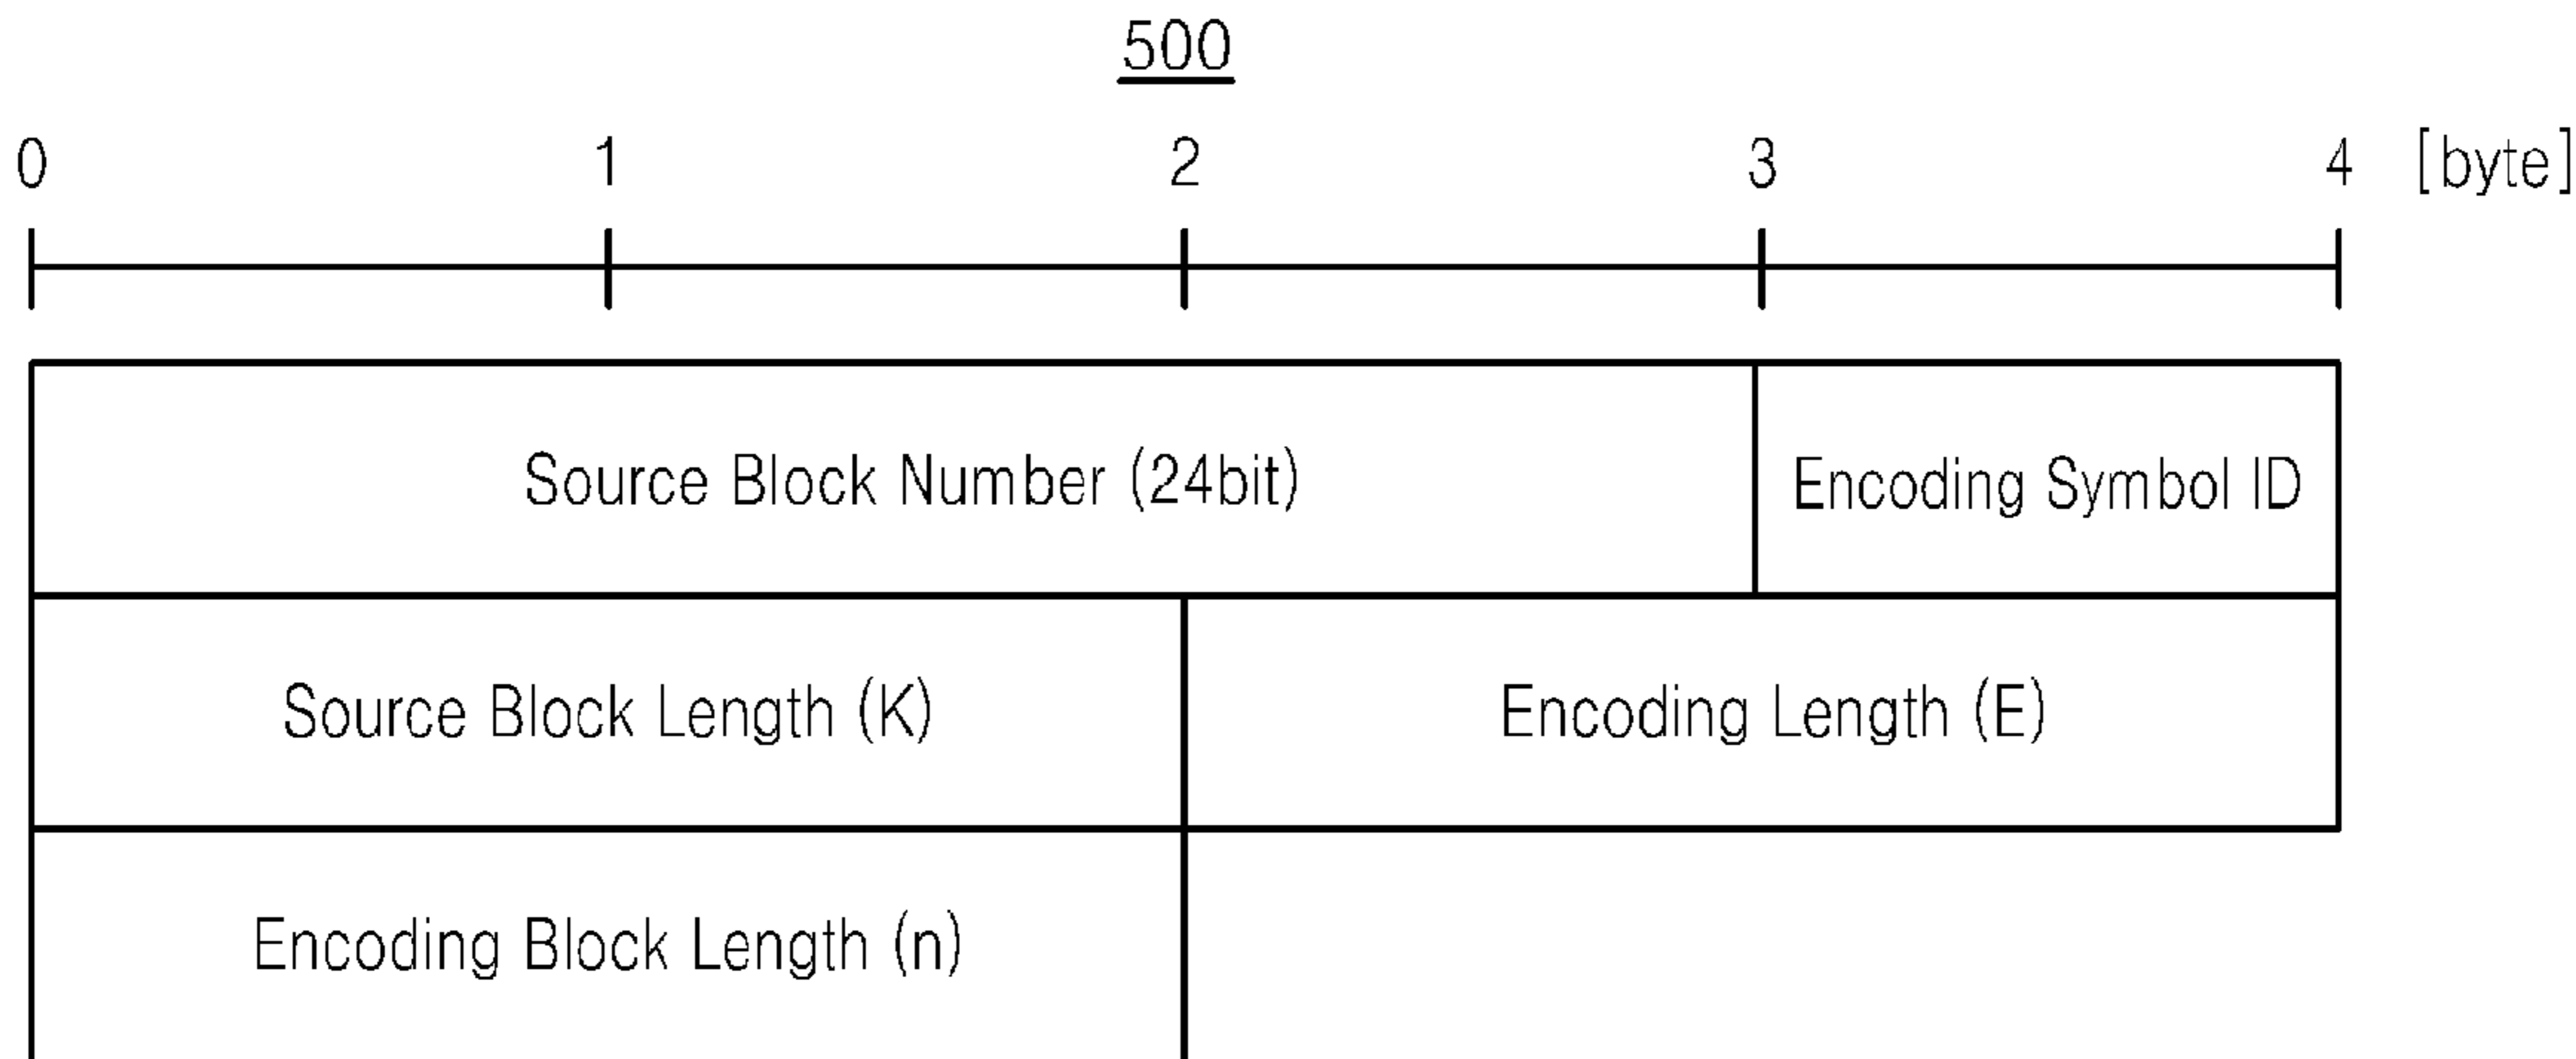 500
0 1 2 3 4 [byte]
Source Block Number (24bit) Encoding Symbol ID
Source Block Length (K) Encoding Length (E)
Encoding Block Length (n)